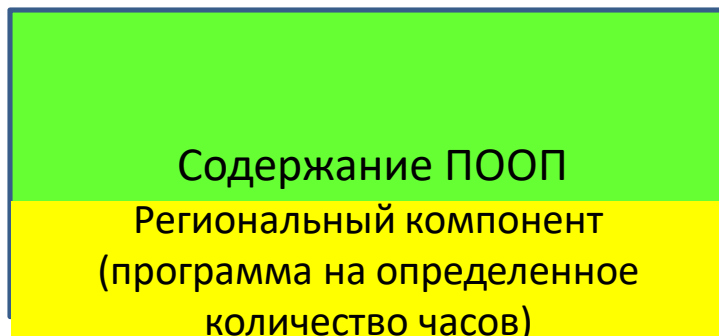 Содержание ПООП
Региональный компонент
(программа на определенное
количество часов)